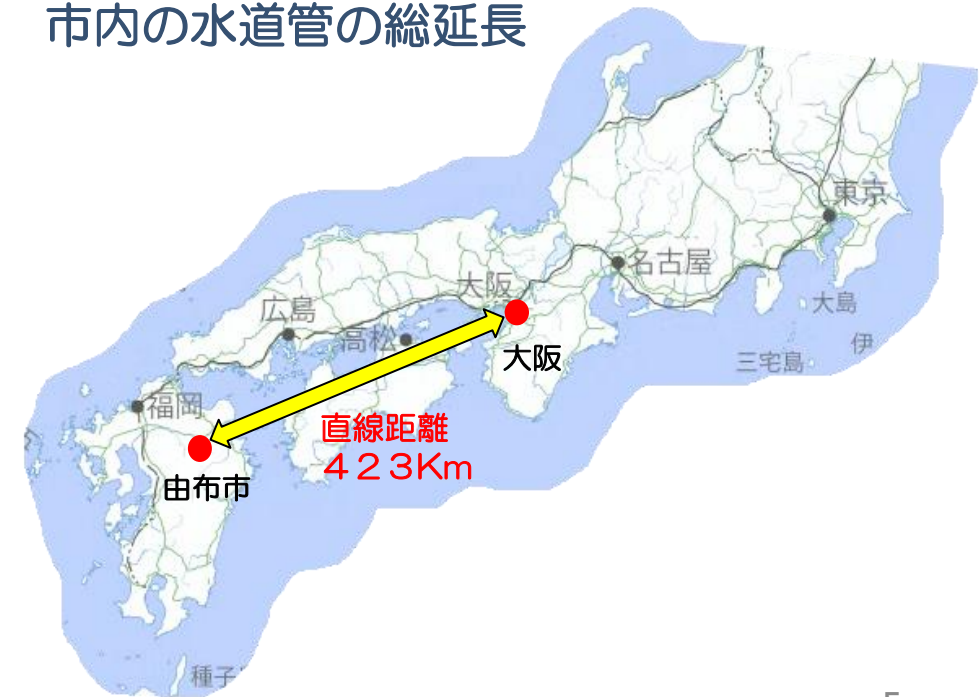 市内の水道管の総延長
東京
名古屋
大阪
大島
広島
高松
伊
三宅島
大阪
福岡
直線距離
４２３Km
由布市
種子